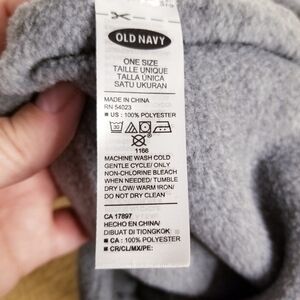 OLD NAVY
ONE SIZE
TAILLE UNIQUE
TALLA ÚNICA
SATU UKURAN
MADE IN CHINA
RN 54023
■ US : 100% POLYESTER
30
1166
MACHINE WASH COLD
GENTLE CYCLE/ ONLY
NON-CHLORINE BLEACH
WHEN NEEDED/ TUMBLE
DRY LOW/ WARM IRON/
DO NOT DRY CLEAN
CA 17897
HECHO EN CHINA/
DIBUAT DI TIONGKOK
■ CA : 100% POLYESTER
■ CR/CL/MX/PE: